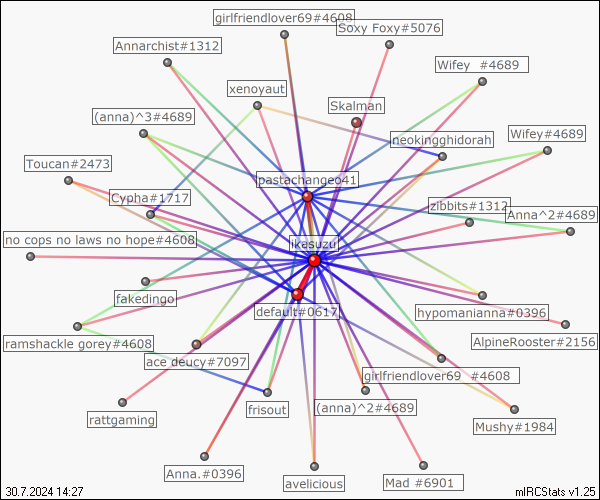 girlfriendlover69#4608
Soxy Foxy#5076
Annarchist#1312
Wifey  #4689
xenoyaut
Skalman
(anna)^3#4689
neokingghidorah
Wifey#4689
Toucan#2473
pastachangeo41
Cypha#1717
zibbits#1312
Anna^2#4689
no cops no laws no hope#4608
ikasuzu
fakedingo
default#0617
hypomanianna#0396
ramshackle gorey#4608
AlpineRooster#2156
ace deucy#7097
girlfriendlover69  #4608
frisout
(anna)^2#4689
rattgaming
Mushy#1984
Anna.#0396
avelicious
Mad #6901
30.7.2024 14:27
mIRCStats v1.25